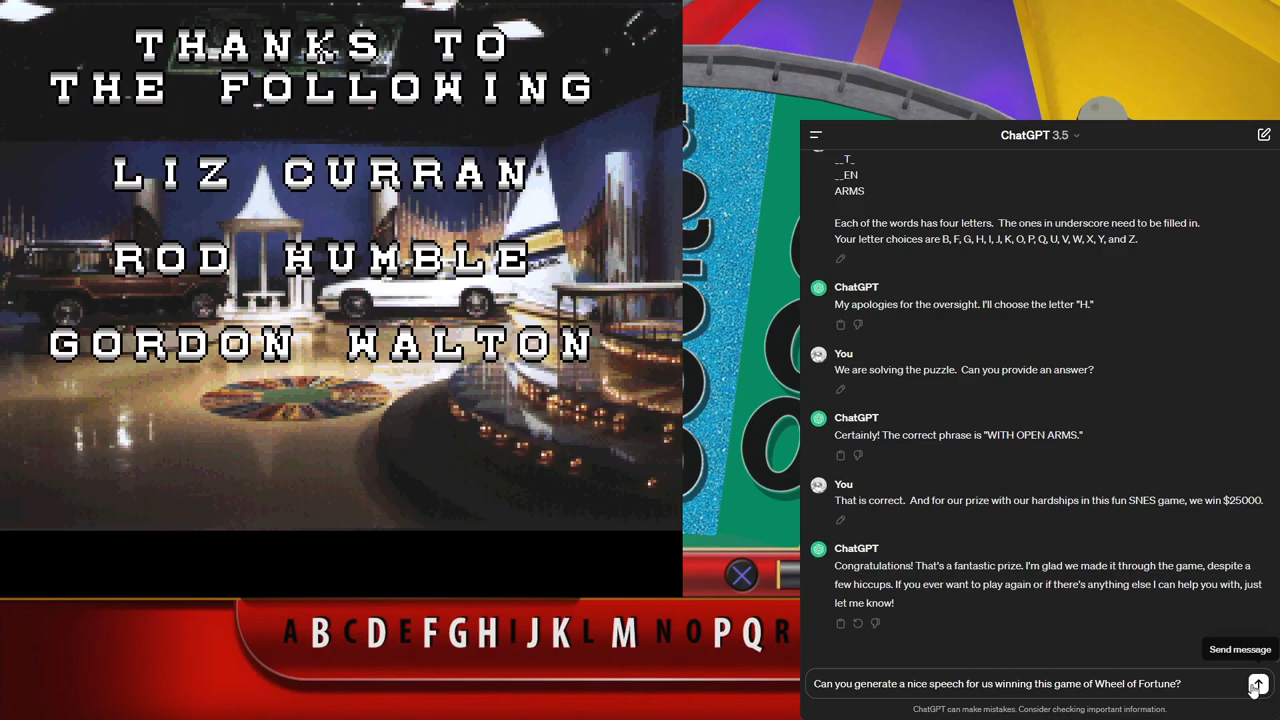 THANKS TO
THE FOLLOWING
LIZ CURRAN
ROD HUMBLE
GORDON WALTON
A B C D E F G H I J K L M N O P Q R
ChatGPT 3.5
__T_
__EN
ARMS
Each of the words has four letters.  The ones in underscore need to be filled in.
Your letter choices are B, F, G, H, I, J, K, O, P, Q, U, V, W, X, Y, and Z.
ChatGPT
My apologies for the oversight. I'll choose the letter "H."
You
We are solving the puzzle.  Can you provide an answer?
ChatGPT
Certainly! The correct phrase is "WITH OPEN ARMS."
You
That is correct.  And for our prize with our hardships in this fun SNES game, we win $25000.
ChatGPT
Congratulations! That's a fantastic prize. I'm glad we made it through the game, despite a
few hiccups. If you ever want to play again or if there's anything else I can help you with, just
let me know!
Send message
Can you generate a nice speech for us winning this game of Wheel of Fortune?
ChatGPT can make mistakes. Consider checking important information.